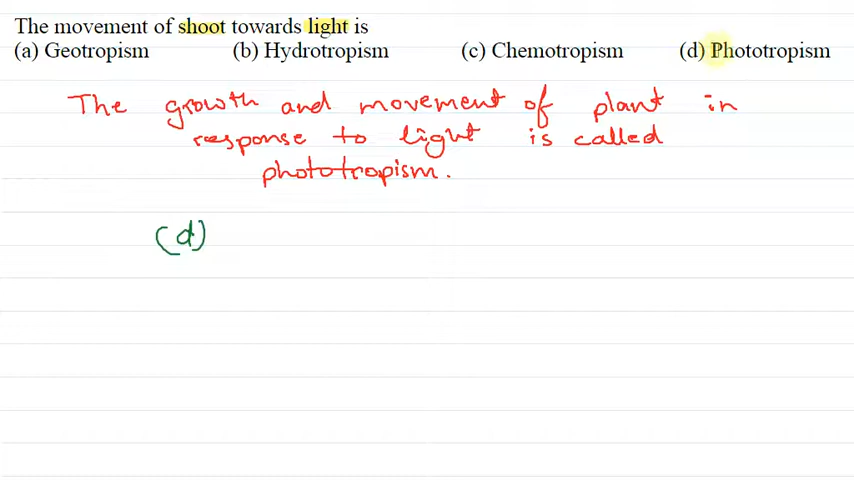 The movement of shoot towards light is
(a) Geotropism (b) Hydrotropism (c) Chemotropism (d) Phototropism
The growth and movement of plant in
response to light is called
phototropism.
(d)